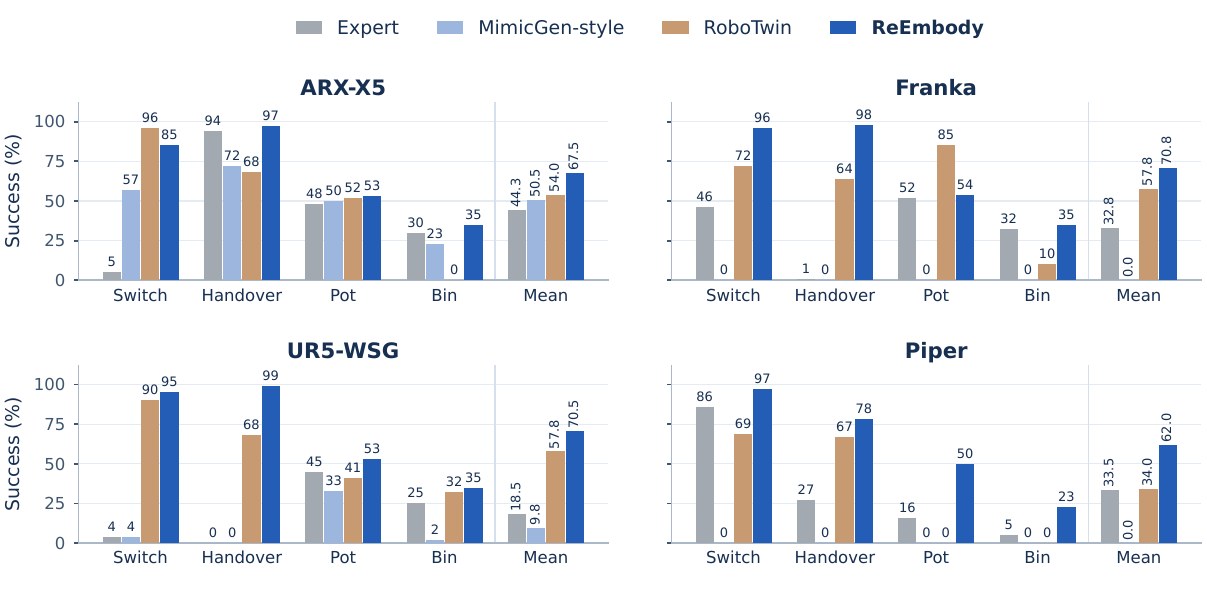 Expert MimicGen-style RoboTwin ReEmbody
ARX-X5
Success (%)
100
75
50
25
0
5 57 96 85
94 72 68 97
48 50 52 53
30 23 0 35
44.3 50.5 54.0 67.5
Switch Handover Pot Bin Mean
Franka
46 0 72 96
1 0 64 98
52 0 85 54
32 0 10 35
32.8 0.0 57.8 70.8
Switch Handover Pot Bin Mean
UR5-WSG
Success (%)
100
75
50
25
0
4 4 90 95
0 0 68 99
45 33 41 53
25 2 32 35
18.5 9.8 57.8 70.5
Switch Handover Pot Bin Mean
Piper
86 0 69 97
27 0 67 78
16 0 0 50
5 0 0 23
33.5 0.0 34.0 62.0
Switch Handover Pot Bin Mean